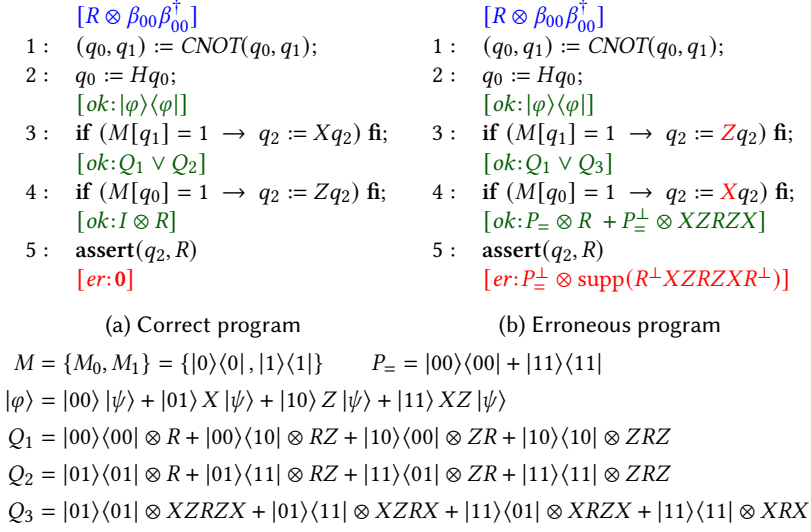 [R ⊗ β₀₀β₀₀†] [R ⊗ β₀₀β₀₀†]
1 : (q₀, q₁) := CNOT(q₀, q₁); 1 : (q₀, q₁) := CNOT(q₀, q₁);
2 : q₀ := Hq₀; 2 : q₀ := Hq₀;
[ok:|φ⟩⟨φ|] [ok:|φ⟩⟨φ|]
3 : if (M[q₁] = 1 → q₂ := Xq₂) fi; 3 : if (M[q₁] = 1 → q₂ := Zq₂) fi;
[ok:Q₁ ∨ Q₂] [ok:Q₁ ∨ Q₃]
4 : if (M[q₀] = 1 → q₂ := Zq₂) fi; 4 : if (M[q₀] = 1 → q₂ := Xq₂) fi;
[ok:I ⊗ R] [ok:P₌ ⊗ R + P₌^⊥ ⊗ XZRZX]
5 : assert(q₂, R) 5 : assert(q₂, R)
[er:0] [er:P₌^⊥ ⊗ supp(R^⊥XZRZXR^⊥)]
(a) Correct program (b) Erroneous program
M = {M₀, M₁} = {|0⟩⟨0| , |1⟩⟨1|} P₌ = |00⟩⟨00| + |11⟩⟨11|
|φ⟩ = |00⟩ |ψ⟩ + |01⟩ X |ψ⟩ + |10⟩ Z |ψ⟩ + |11⟩ XZ |ψ⟩
Q₁ = |00⟩⟨00| ⊗ R + |00⟩⟨10| ⊗ RZ + |10⟩⟨00| ⊗ ZR + |10⟩⟨10| ⊗ ZRZ
Q₂ = |01⟩⟨01| ⊗ R + |01⟩⟨11| ⊗ RZ + |11⟩⟨01| ⊗ ZR + |11⟩⟨11| ⊗ ZRZ
Q₃ = |01⟩⟨01| ⊗ XZRZX + |01⟩⟨11| ⊗ XZRX + |11⟩⟨01| ⊗ XRZX + |11⟩⟨11| ⊗ XRX